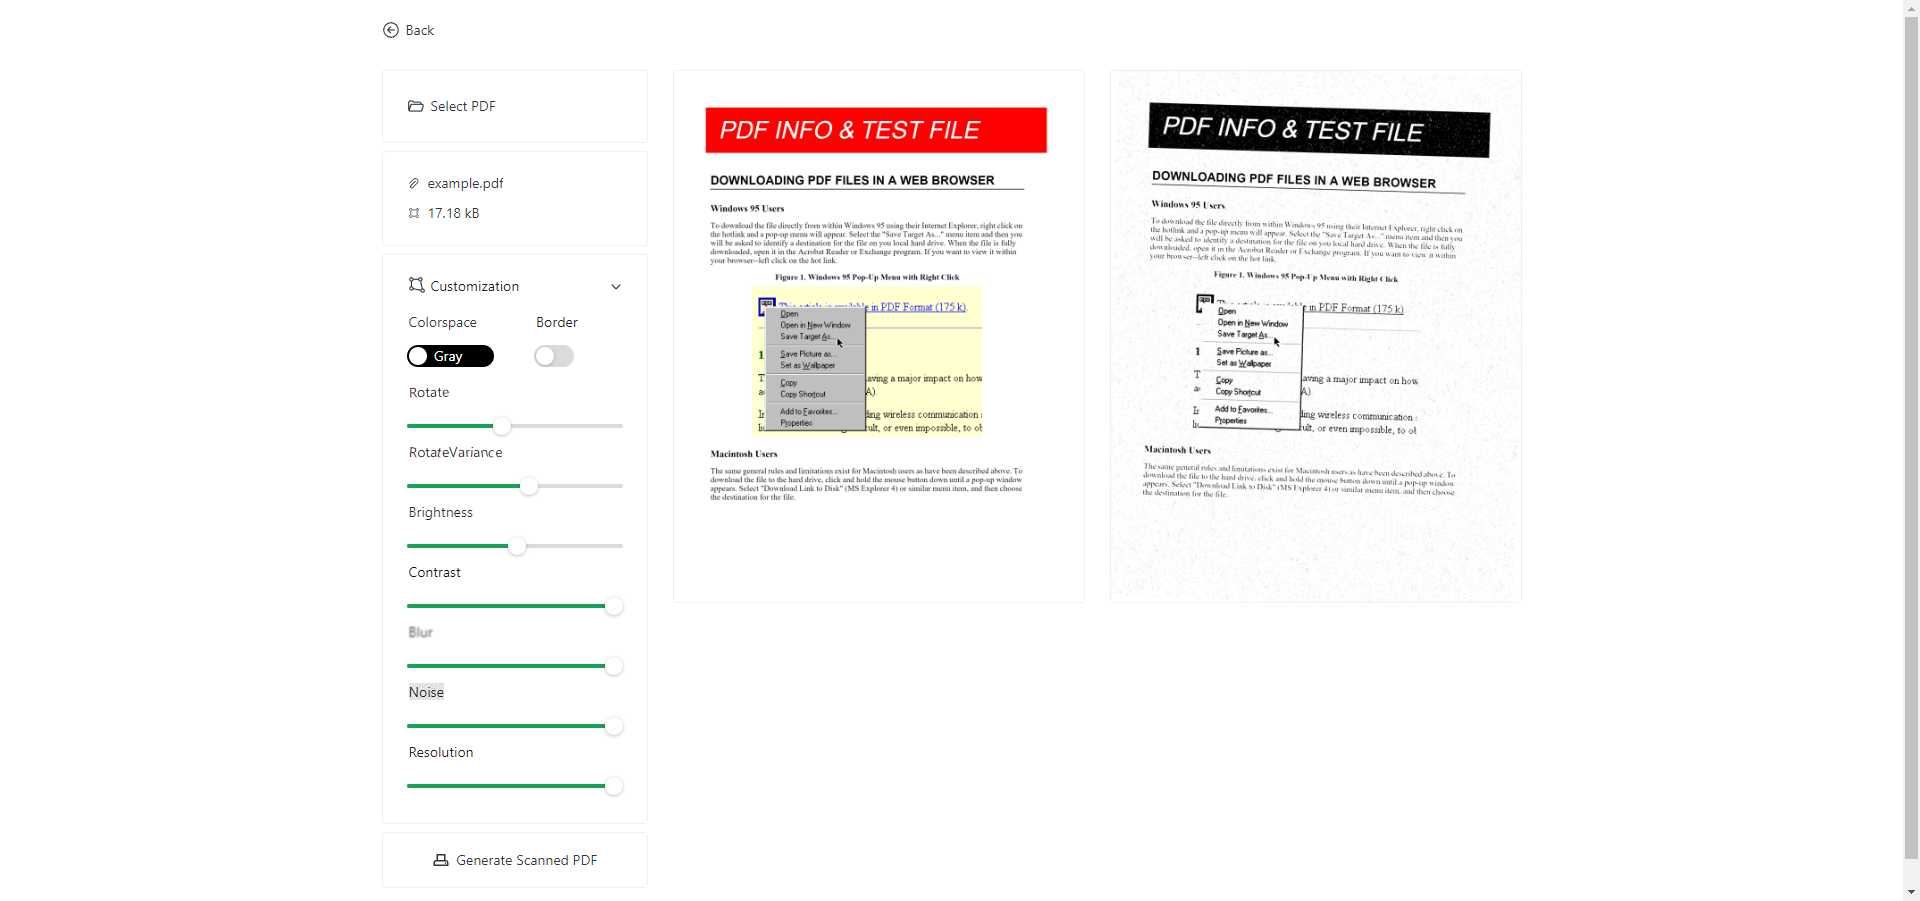 Back
Select PDF
example.pdf
17.18 kB
Customization
Colorspace
Border
Gray
Rotate
RotateVariance
Brightness
Contrast
Blur
Noise
Resolution
Generate Scanned PDF
PDF INFO & TEST FILE
DOWNLOADING PDF FILES IN A WEB BROWSER
Windows 95 Users
To download the file directly from within Windows 95 using their Internet Explorer, right click on
the hotlink and a pop-up menu will appear. Select the "Save Target As..." menu item and then you
will be asked to identify a destination for the file on you local hard drive. When the file is fully
downloaded, open it in the Acrobat Reader or Exchange program. If you want to view it within
your browser--left click on the hot link.
Figure 1. Windows 95 Pop-Up Menu with Right Click
in PDF Format (175 k).
Open
Open in New Window
Save Target As...
Save Picture as...
Set as Wallpaper
Copy
Copy Shortcut
Add to Favorites...
Properties
1
aving a major impact on how
A)
ding wireless communication
ult, or even impossible, to ob
Macintosh Users
The same general rules and limitations exist for Macintosh users as have been described above. To
download the file to the hard drive, click and hold the mouse button down until a pop-up window
appears. Select "Download Link to Disk" (MS Explorer 4) or similar menu item, and then choose
the destination for the file.
PDF INFO & TEST FILE
DOWNLOADING PDF FILES IN A WEB BROWSER
Windows 95 Users
To download the file directly from within Windows 95 using their Internet Explorer, right click on
the hotlink and a pop-up menu will appear. Select the "Save Target As..." menu item and then you
will be asked to identify a destination for the file on you local hard drive. When the file is fully
downloaded, open it in the Acrobat Reader or Exchange program. If you want to view it within
your browser--left click on the hot link.
Figure 1. Windows 95 Pop-Up Menu with Right Click
in PDF Format (175 k)
Open
Open in New Window
Save Target As...
Save Picture as...
Set as Wallpaper
Copy
Copy Shortcut
Add to Favorites...
Properties
1
aving a major impact on how
A)
ling wireless communication
ult, or even impossible, to ob
Macintosh Users
The same general rules and limitations exist for Macintosh users as have been described above. To
download the file to the hard drive, click and hold the mouse button down until a pop-up window
appears. Select "Download Link to Disk" (MS Explorer 4) or similar menu item, and then choose
the destination for the file.